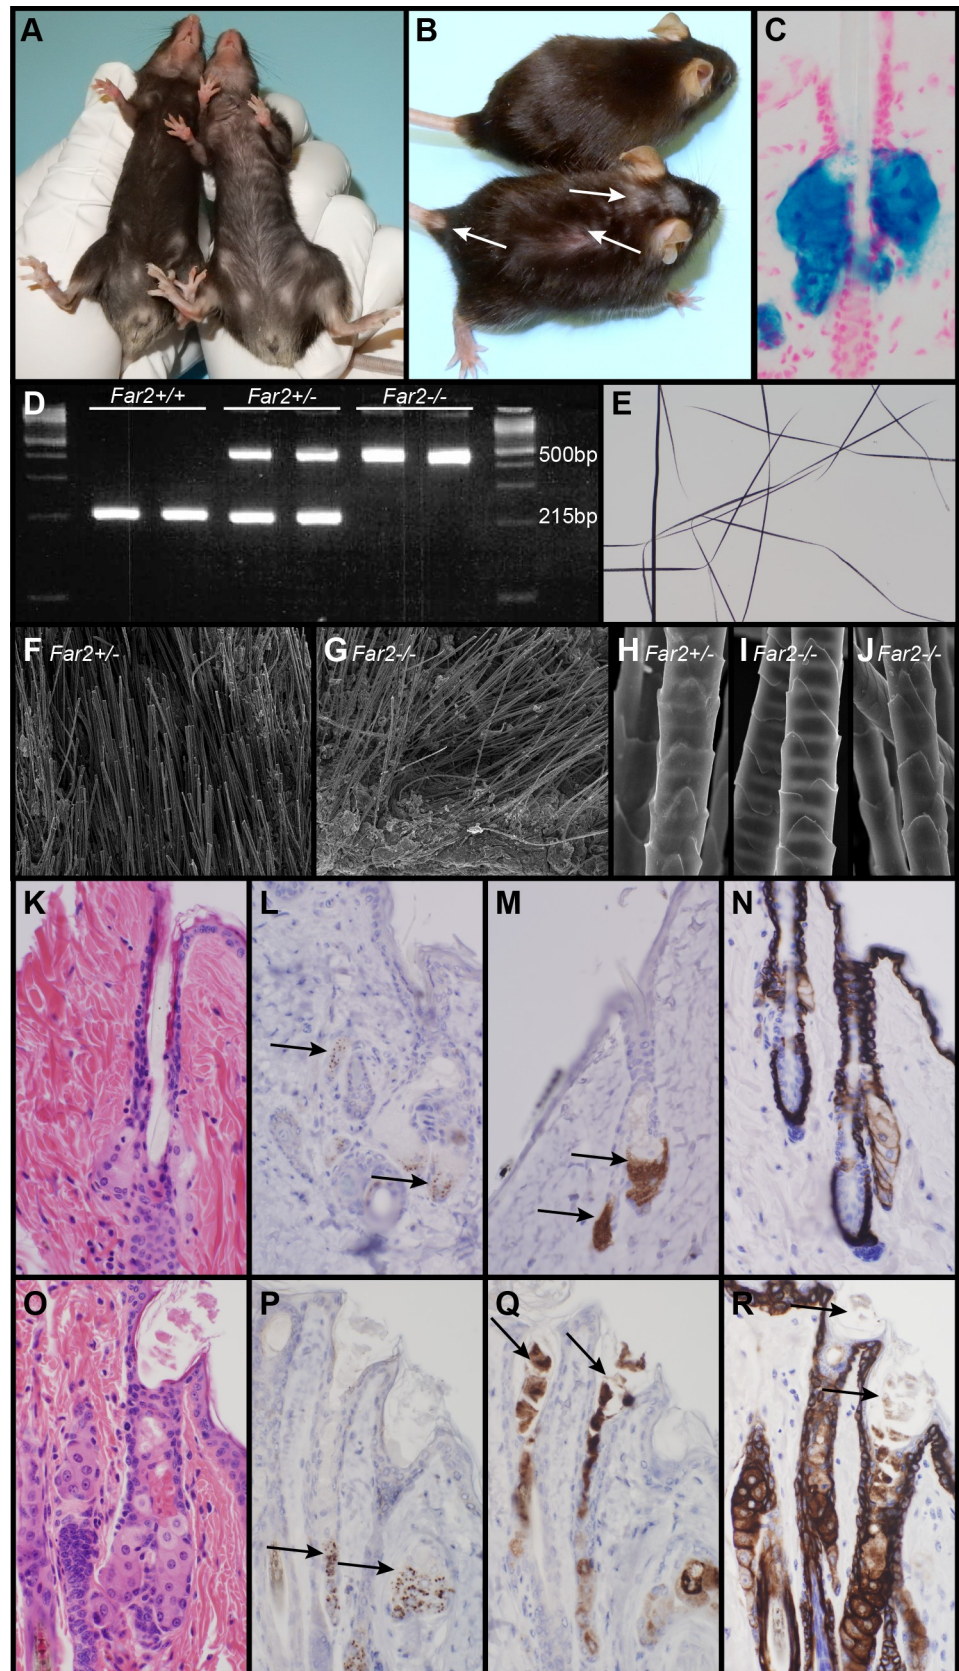 A
B
C
D
Far2+/+
Far2+/-
Far2-/-
500bp
215bp
E
F Far2+/-
G Far2-/-
H Far2+/-
I Far2-/-
J Far2-/-
K
L
M
N
O
P
Q
R